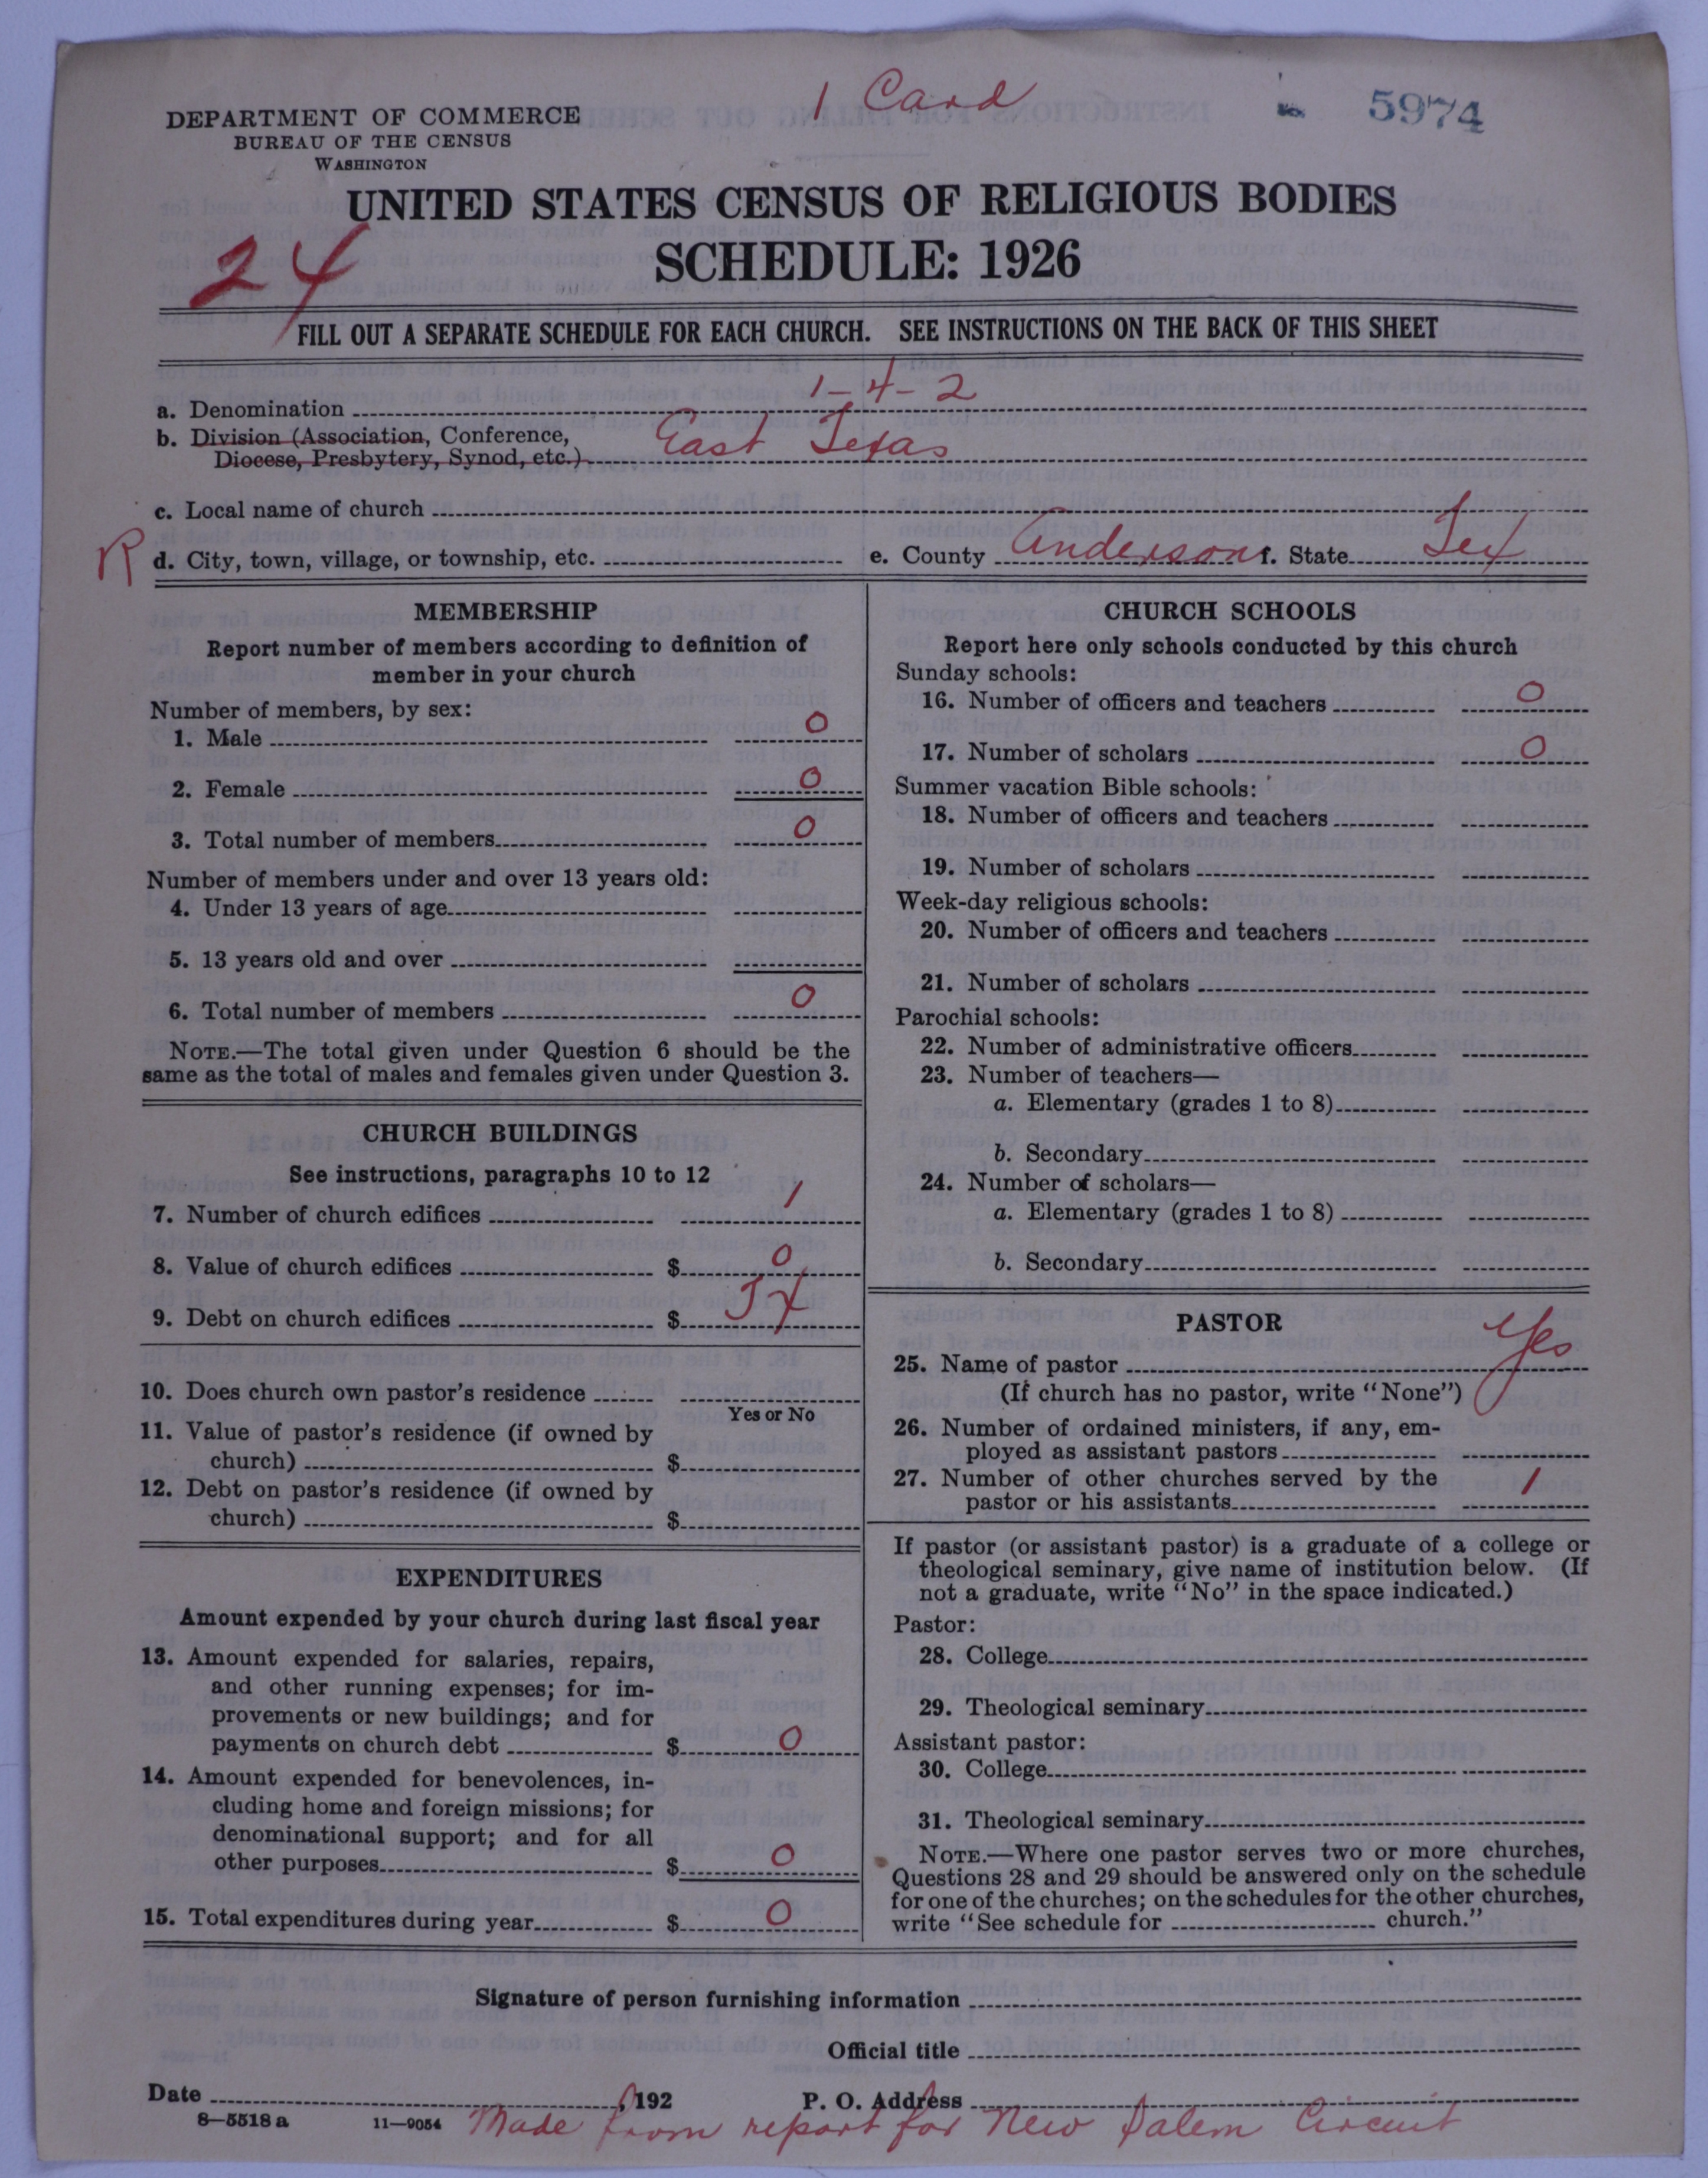 1 Card
5974
DEPARTMENT OF COMMERCE
BUREAU OF THE CENSUS
WASHINGTON
UNITED STATES CENSUS OF RELIGIOUS BODIES
SCHEDULE: 1926
24
FILL OUT A SEPARATE SCHEDULE FOR EACH CHURCH. SEE INSTRUCTIONS ON THE BACK OF THIS SHEET
a. Denomination 1-4-2
b. Division (Association, Conference, East Texas
Diocese, Presbytery, Synod, etc.)
c. Local name of church
R d. City, town, village, or township, etc. e. County Anderson f. State Tex
MEMBERSHIP
Report number of members according to definition of
member in your church
Number of members, by sex:
1. Male 0
2. Female 0
3. Total number of members 0
Number of members under and over 13 years old:
4. Under 13 years of age
5. 13 years old and over
6. Total number of members 0
NOTE.—The total given under Question 6 should be the
same as the total of males and females given under Question 3.
CHURCH BUILDINGS
See instructions, paragraphs 10 to 12
7. Number of church edifices 1
8. Value of church edifices $ 0
9. Debt on church edifices $
10. Does church own pastor's residence
Yes or No
11. Value of pastor's residence (if owned by
church) $
12. Debt on pastor's residence (if owned by
church) $
EXPENDITURES
Amount expended by your church during last fiscal year
13. Amount expended for salaries, repairs,
and other running expenses; for im-
provements or new buildings; and for
payments on church debt $ 0
14. Amount expended for benevolences, in-
cluding home and foreign missions; for
denominational support; and for all
other purposes $ 0
15. Total expenditures during year $ 0
CHURCH SCHOOLS
Report here only schools conducted by this church
Sunday schools:
16. Number of officers and teachers 0
17. Number of scholars 0
Summer vacation Bible schools:
18. Number of officers and teachers
19. Number of scholars
Week-day religious schools:
20. Number of officers and teachers
21. Number of scholars
Parochial schools:
22. Number of administrative officers
23. Number of teachers—
a. Elementary (grades 1 to 8)
b. Secondary
24. Number of scholars—
a. Elementary (grades 1 to 8)
b. Secondary
PASTOR
25. Name of pastor Yes
(If church has no pastor, write "None")
26. Number of ordained ministers, if any, em-
ployed as assistant pastors
27. Number of other churches served by the
pastor or his assistants 1
If pastor (or assistant pastor) is a graduate of a college or
theological seminary, give name of institution below. (If
not a graduate, write "No" in the space indicated.)
Pastor:
28. College
29. Theological seminary
Assistant pastor:
30. College
31. Theological seminary
NOTE.—Where one pastor serves two or more churches,
Questions 28 and 29 should be answered only on the schedule
for one of the churches; on the schedules for the other churches,
write "See schedule for church."
Signature of person furnishing information
Official title
Date , 192 P. O. Address
8—5518 a 11—9054 Made from report for New Salem Circuit